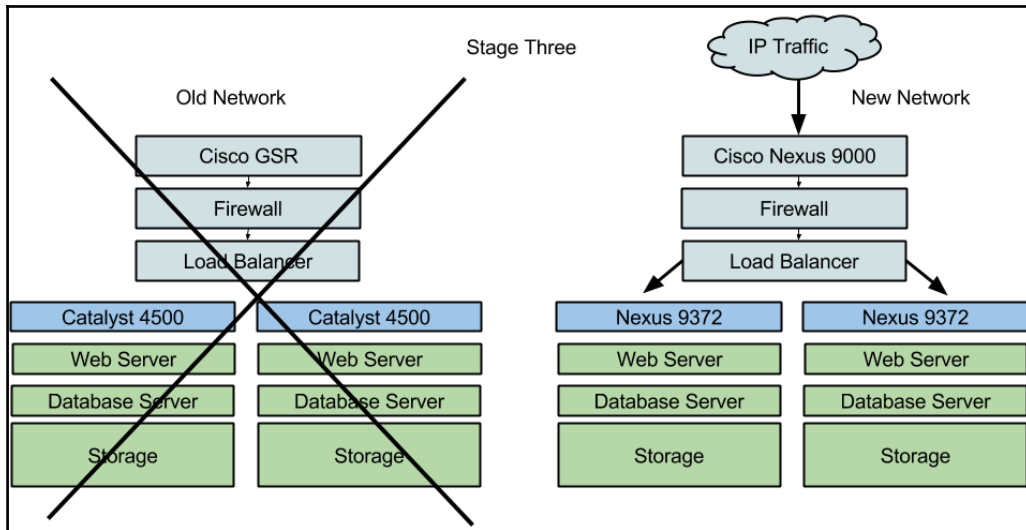 Stage Three
IP Traffic
Old Network
New Network
Cisco GSR
Firewall
Load Balancer
Catalyst 4500
Catalyst 4500
Web Server
Web Server
Database Server
Database Server
Storage
Storage
Cisco Nexus 9000
Firewall
Load Balancer
Nexus 9372
Nexus 9372
Web Server
Web Server
Database Server
Database Server
Storage
Storage